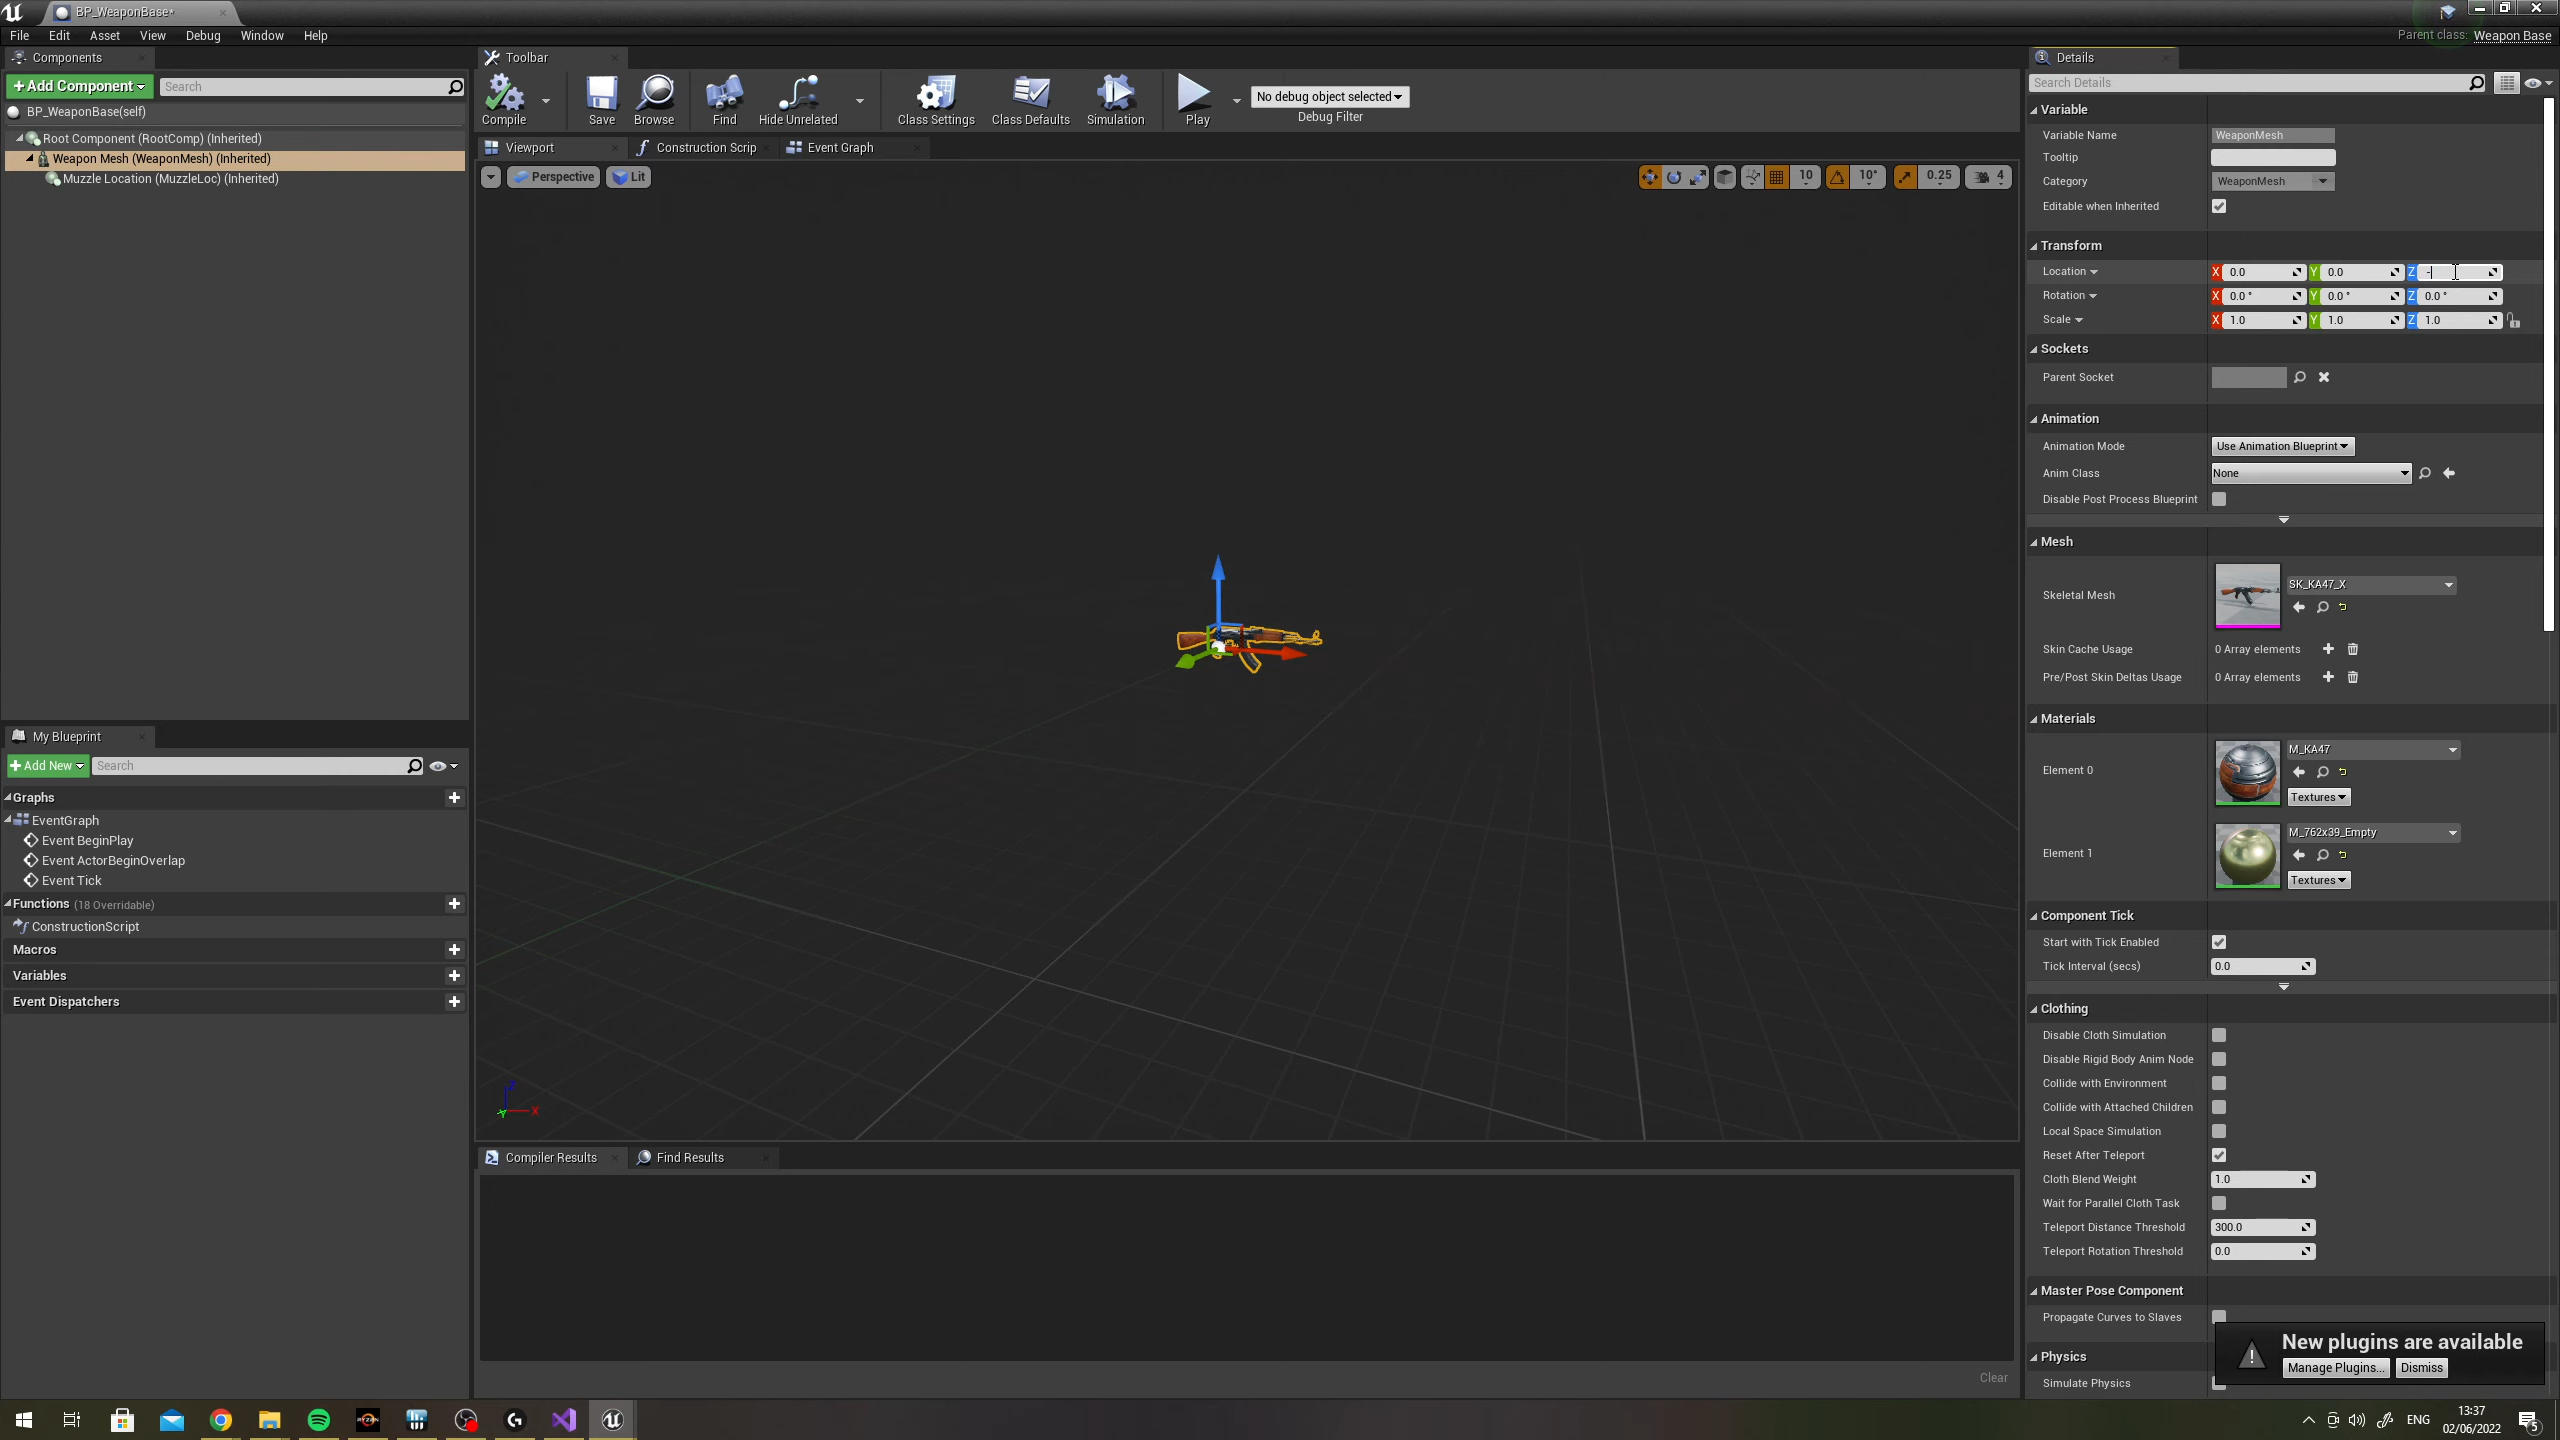 BP_WeaponBase*
File Edit Asset View Debug Window Help
Parent class: Weapon Base
Components
+Add Component Search
BP_WeaponBase(self)
Root Component (RootComp) (Inherited)
Weapon Mesh (WeaponMesh) (Inherited)
Muzzle Location (MuzzleLoc) (Inherited)
My Blueprint
+Add New Search
Graphs
EventGraph
Event BeginPlay
Event ActorBeginOverlap
Event Tick
Functions (18 Overridable)
ConstructionScript
Macros
Variables
Event Dispatchers
Toolbar
Compile Save Browse Find Hide Unrelated Class Settings Class Defaults Simulation Play
No debug object selected
Debug Filter
Viewport Construction Scrip Event Graph
Perspective Lit
10 10° 0.25 4
Z X Y
Compiler Results Find Results
Clear
Details
Search Details
Variable
Variable Name WeaponMesh
Tooltip
Category WeaponMesh
Editable when Inherited
Transform
Location X 0.0 Y 0.0 Z -
Rotation X 0.0 ° Y 0.0 ° Z 0.0 °
Scale X 1.0 Y 1.0 Z 1.0
Sockets
Parent Socket
Animation
Animation Mode Use Animation Blueprint
Anim Class None
Disable Post Process Blueprint
Mesh
Skeletal Mesh SK_KA47_X
Skin Cache Usage 0 Array elements
Pre/Post Skin Deltas Usage 0 Array elements
Materials
Element 0 M_KA47
Textures
Element 1 M_762x39_Empty
Textures
Component Tick
Start with Tick Enabled
Tick Interval (secs) 0.0
Clothing
Disable Cloth Simulation
Disable Rigid Body Anim Node
Collide with Environment
Collide with Attached Children
Local Space Simulation
Reset After Teleport
Cloth Blend Weight 1.0
Wait for Parallel Cloth Task
Teleport Distance Threshold 300.0
Teleport Rotation Threshold 0.0
Master Pose Component
Propagate Curves to Slaves
Physics
Simulate Physics
New plugins are available
Manage Plugins... Dismiss
RYZEN
ENG
13:37
02/06/2022
5